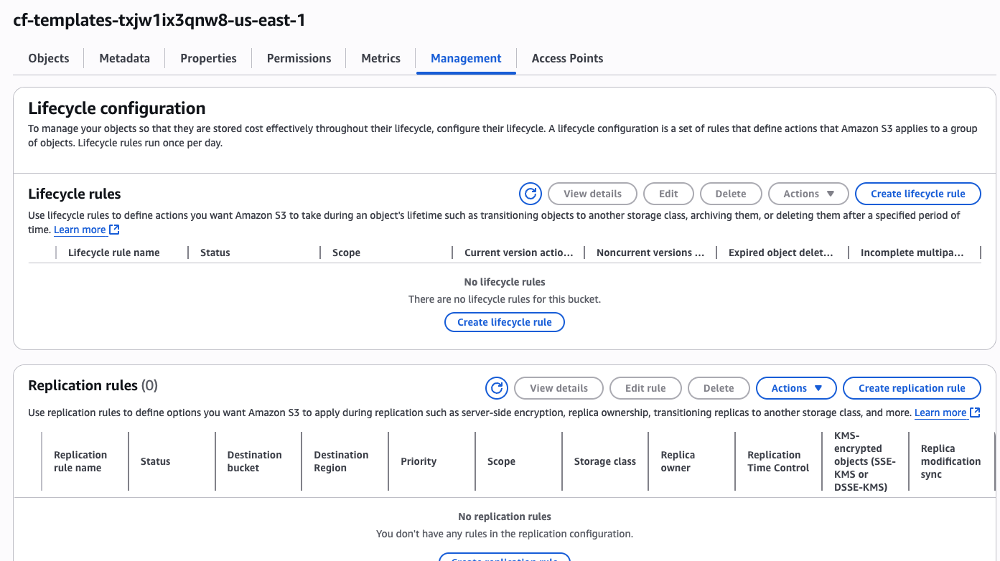 cf-templates-txjw1ix3qnw8-us-east-1
Objects
Metadata
Properties
Permissions
Metrics
Management
Access Points
Lifecycle configuration
To manage your objects so that they are stored cost effectively throughout their lifecycle, configure their lifecycle. A lifecycle configuration is a set of rules that define actions that Amazon S3 applies to a group
of objects. Lifecycle rules run once per day.
Lifecycle rules
View details
Edit
Delete
Actions
Create lifecycle rule
Use lifecycle rules to define actions you want Amazon S3 to take during an object's lifetime such as transitioning objects to another storage class, archiving them, or deleting them after a specified period of
time. Learn more
Lifecycle rule name
Status
Scope
Current version actio...
Noncurrent versions ...
Expired object delet...
Incomplete multipa...
No lifecycle rules
There are no lifecycle rules for this bucket.
Create lifecycle rule
Replication rules (0)
View details
Edit rule
Delete
Actions
Create replication rule
Use replication rules to define options you want Amazon S3 to apply during replication such as server-side encryption, replica ownership, transitioning replicas to another storage class, and more. Learn more
Replication
rule name
Status
Destination
bucket
Destination
Region
Priority
Scope
Storage class
Replica
owner
Replication
Time Control
KMS-
encrypted
objects (SSE-
KMS or
DSSE-KMS)
Replica
modification
sync
No replication rules
You don't have any rules in the replication configuration.
Create replication rule